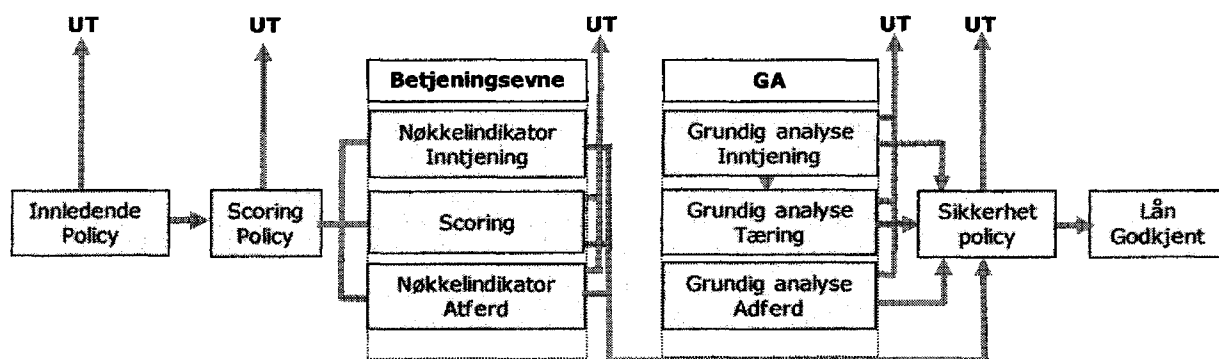 UT
UT
UT
UT
UT
Betjeningsevne
GA
Nøkkelindikator
Inntjening
Grundig analyse
Inntjening
Innledende
Policy
Scoring
Policy
Scoring
Grundig analyse
Tæring
Sikkerhet
policy
Lån
Godkjent
Nøkkelindikator
Atferd
Grundig analyse
Adferd